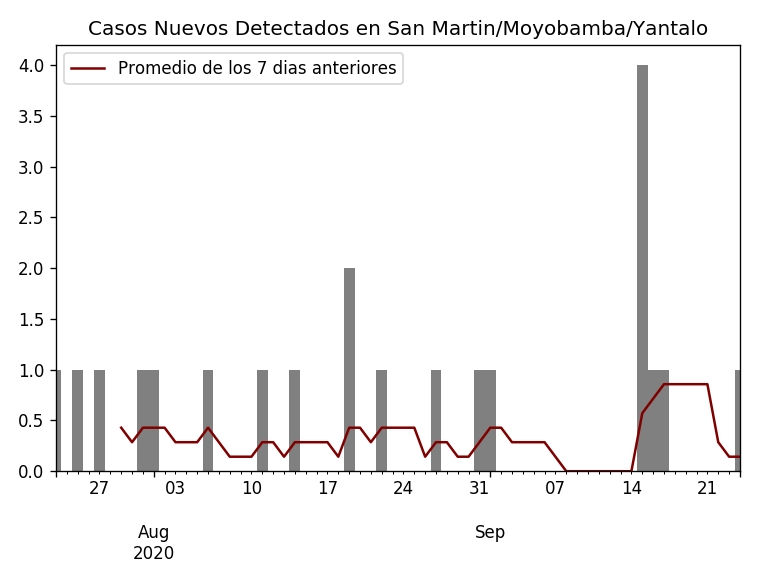 Casos Nuevos Detectados en San Martin/Moyobamba/Yantalo
Promedio de los 7 dias anteriores
4.0
3.5
3.0
2.5
2.0
1.5
1.0
0.5
0.0
27 03 10 17 24 31 07 14 21
Aug Sep
2020